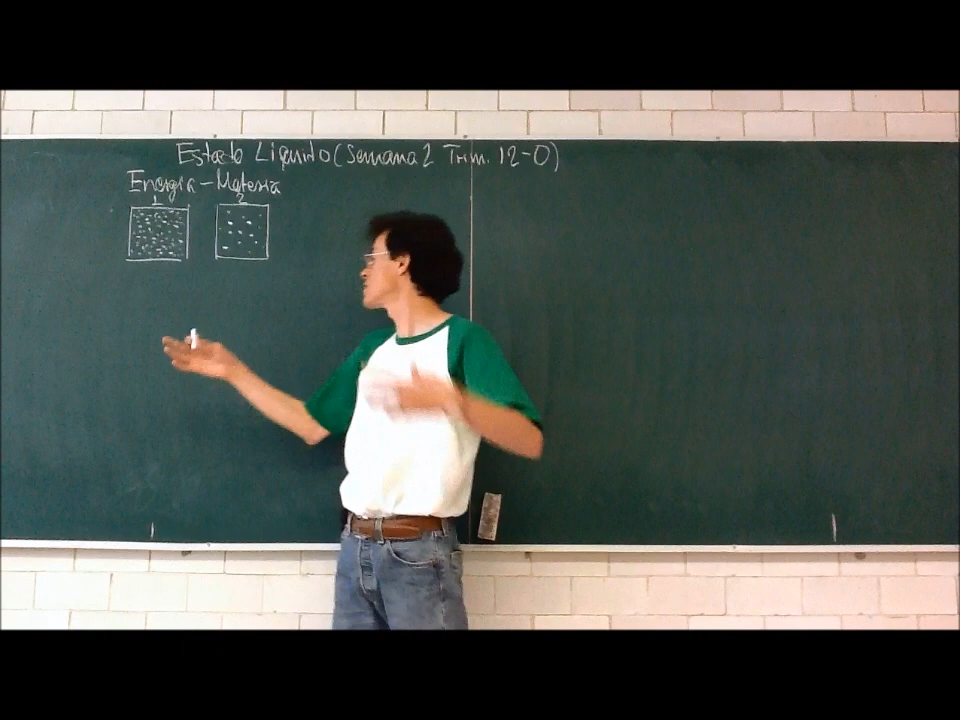 Estado Líquido (Semana 2 Trim. 12-O)
Energía - Materia
1 2